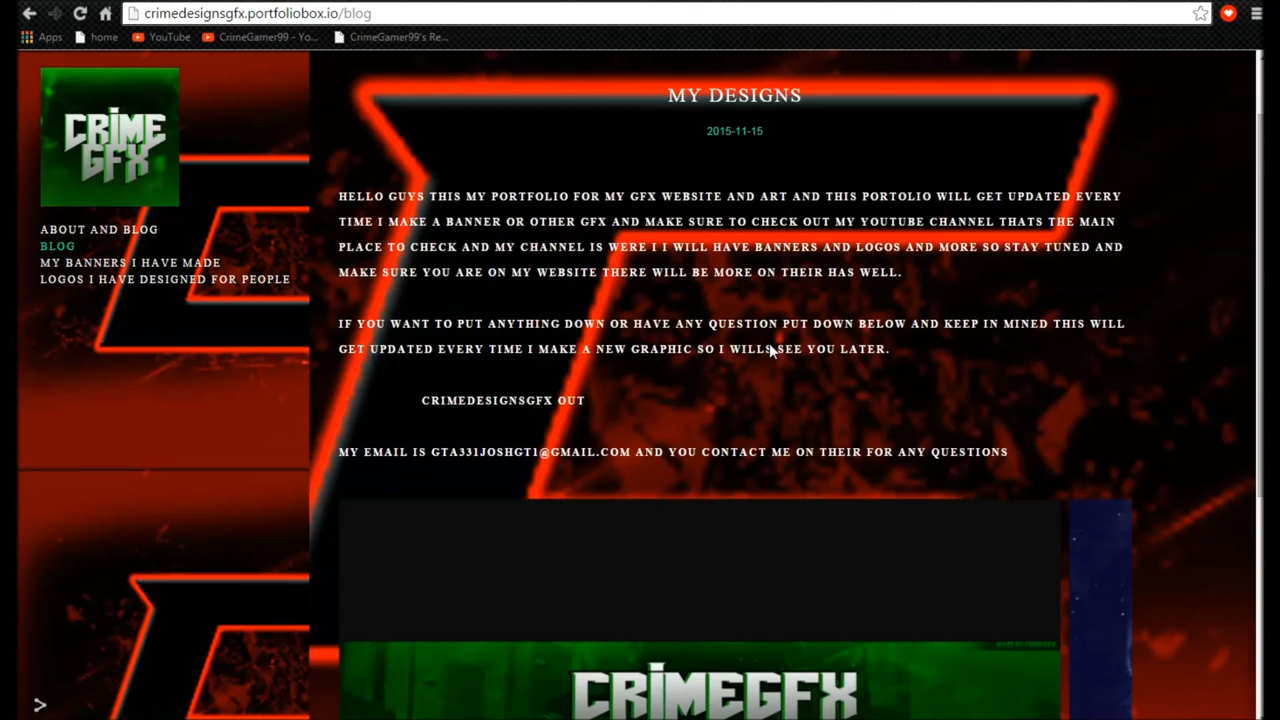 crimedesignsgfx.portfoliobox.io/blog
Apps home YouTube CrimeGamer99 - Yo... CrimeGamer99's Re...
CRIME
GFX
ABOUT AND BLOG
BLOG
MY BANNERS I HAVE MADE
LOGOS I HAVE DESIGNED FOR PEOPLE
MY DESIGNS
2015-11-15
HELLO GUYS THIS MY PORTFOLIO FOR MY GFX WEBSITE AND ART AND THIS PORTOLIO WILL GET UPDATED EVERY
TIME I MAKE A BANNER OR OTHER GFX AND MAKE SURE TO CHECK OUT MY YOUTUBE CHANNEL THATS THE MAIN
PLACE TO CHECK AND MY CHANNEL IS WERE I I WILL HAVE BANNERS AND LOGOS AND MORE SO STAY TUNED AND
MAKE SURE YOU ARE ON MY WEBSITE THERE WILL BE MORE ON THEIR HAS WELL.
IF YOU WANT TO PUT ANYTHING DOWN OR HAVE ANY QUESTION PUT DOWN BELOW AND KEEP IN MINED THIS WILL
GET UPDATED EVERY TIME I MAKE A NEW GRAPHIC SO I WILLS SEE YOU LATER.
CRIMEDESIGNSGFX OUT
MY EMAIL IS GTA331JOSHGT1@GMAIL.COM AND YOU CONTACT ME ON THEIR FOR ANY QUESTIONS
CRIMEGFX